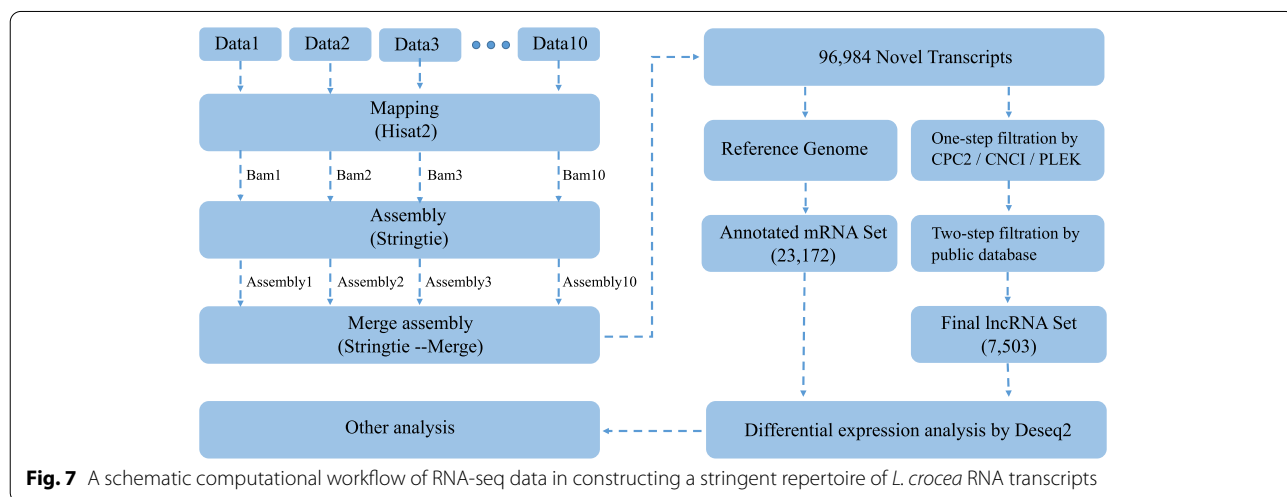 Data1
Data2
Data3
Data10
Mapping
(Hisat2)
Bam1
Bam2
Bam3
Bam10
Assembly
(Stringtie)
Assembly1
Assembly2
Assembly3
Assembly10
Merge assembly
(Stringtie --Merge)
96,984 Novel Transcripts
Reference Genome
One-step filtration by
CPC2 / CNCI / PLEK
Annotated mRNA Set
(23,172)
Two-step filtration by
public database
Final lncRNA Set
(7,503)
Differential expression analysis by Deseq2
Other analysis
Fig. 7 A schematic computational workflow of RNA-seq data in constructing a stringent repertoire of L. crocea RNA transcripts